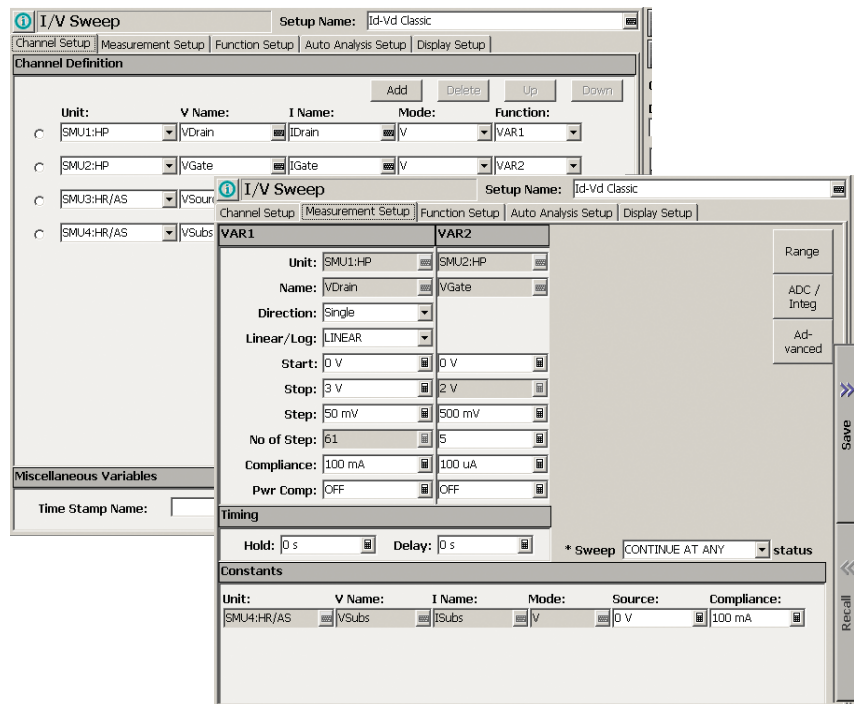 I/V Sweep Setup Name: Id-Vd Classic
Channel Setup Measurement Setup Function Setup Auto Analysis Setup Display Setup
Channel Definition
Add Delete Up Down
Unit: V Name: I Name: Mode: Function:
SMU1:HP VDrain IDrain V VAR1
SMU2:HP VGate IGate V VAR2
SMU3:HR/AS
SMU4:HR/AS VSubs
Miscellaneous Variables
Time Stamp Name:
I/V Sweep Setup Name: Id-Vd Classic
Channel Setup Measurement Setup Function Setup Auto Analysis Setup Display Setup
VAR1 VAR2
Unit: SMU1:HP SMU2:HP
Name: VDrain VGate
Direction: Single
Linear/Log: LINEAR
Start: 0 V 0 V
Stop: 3 V 2 V
Step: 50 mV 500 mV
No of Step: 61 5
Compliance: 100 mA 100 uA
Pwr Comp: OFF OFF
Range
ADC /
Integ
Ad-
vanced
Timing
Hold: 0 s Delay: 0 s * Sweep CONTINUE AT ANY status
Constants
Unit: V Name: I Name: Mode: Source: Compliance:
SMU4:HR/AS VSubs ISubs V 0 V 100 mA
Save
Recall